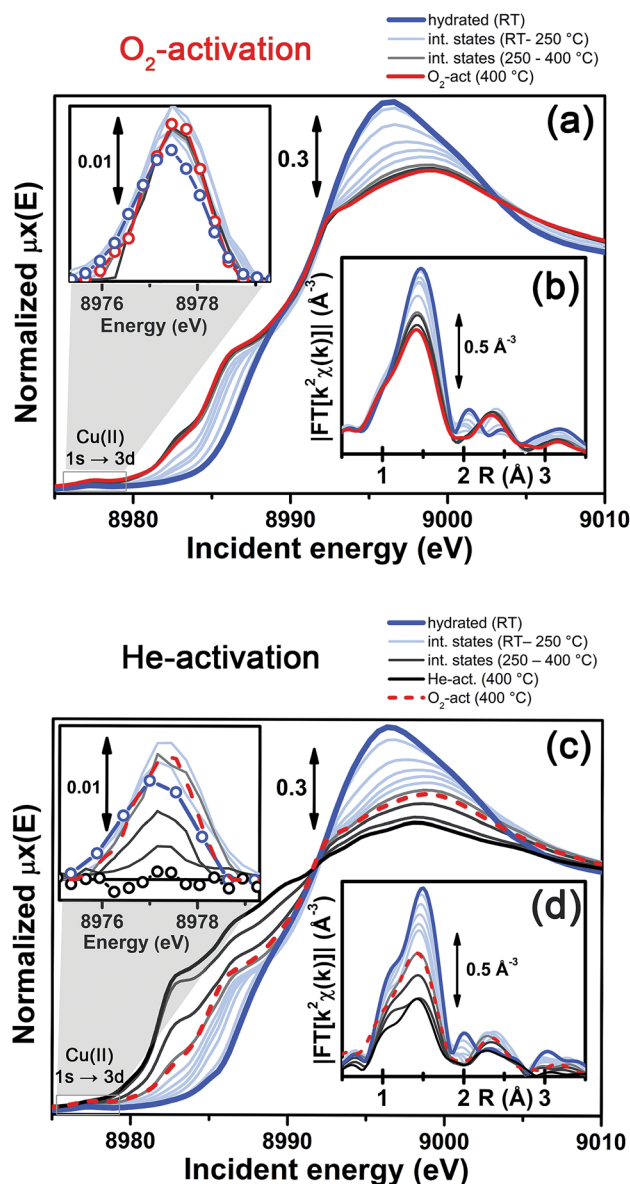 O₂-activation
hydrated (RT)
int. states (RT- 250 °C)
int. states (250 - 400 °C)
O₂-act (400 °C)
(a)
0.01
0.3
8976 8978
Energy (eV)
Normalized μx(E)
(b)
|FT[k²χ(k)]| (Å⁻³)
0.5 Å⁻³
1 2 R (Å) 3
Cu(II)
1s → 3d
8980 8990 9000 9010
Incident energy (eV)
He-activation
hydrated (RT)
int. states (RT– 250 °C)
int. states (250 – 400 °C)
He-act. (400 °C)
O₂-act (400 °C)
(c)
0.01
0.3
8976 8978
Energy (eV)
Normalized μx(E)
(d)
|FT[k²χ(k)]| (Å⁻³)
0.5 Å⁻³
1 2 R (Å) 3
Cu(II)
1s → 3d
8980 8990 9000 9010
Incident energy (eV)